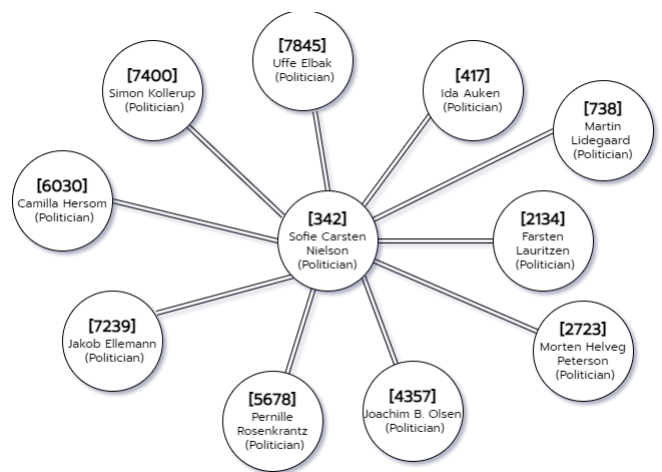 [7845]
Uffe Elbak
(Politician)
[7400]
Simon Kollerup
(Politician)
[417]
Ida Auken
(Politician)
[738]
Martin
Lidegaard
(Politician)
[6030]
Camilla Hersom
(Politician)
[342]
Sofie Carsten
Nielson
(Politician)
[2134]
Farsten
Lauritzen
(Politician)
[7239]
Jakob Ellemann
(Politician)
[2723]
Morten Helveg
Peterson
(Politician)
[5678]
Pernille
Rosenkrantz
(Politician)
[4357]
Joachim B. Olsen
(Politician)